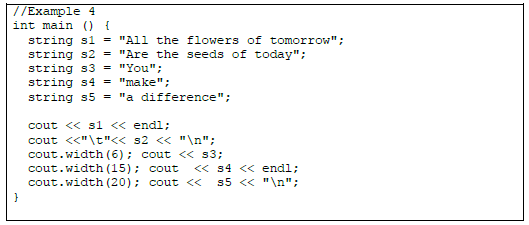 //Example 4
int main () {
  string s1 = "All the flowers of tomorrow";
  string s2 = "Are the seeds of today";
  string s3 = "You";
  string s4 = "make";
  string s5 = "a difference";

  cout << s1 << endl;
  cout <<"\t"<< s2 << "\n";
  cout.width(6); cout << s3;
  cout.width(15); cout  << s4 << endl;
  cout.width(20); cout <<  s5 << "\n";
}